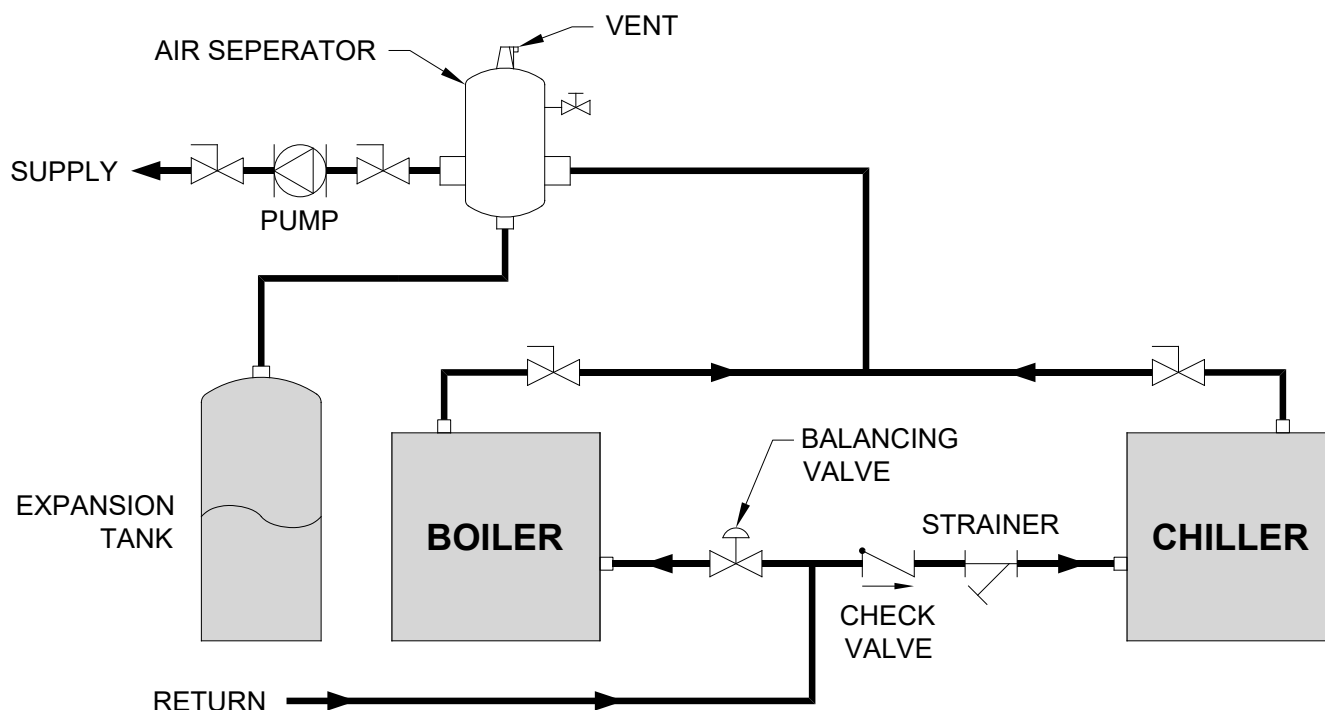 VENT
AIR SEPERATOR
SUPPLY
PUMP
BALANCING
VALVE
EXPANSION
TANK
BOILER
STRAINER
CHILLER
CHECK
VALVE
RETURN